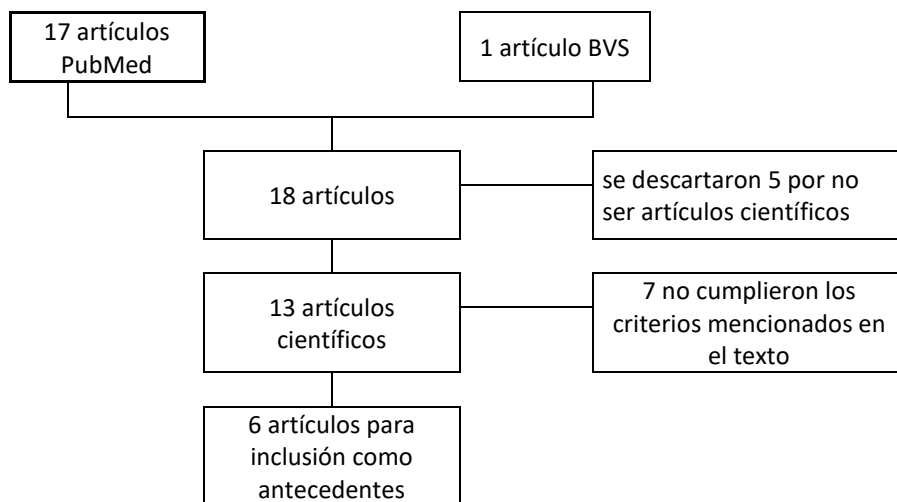 17 artículos
PubMed
1 artículo BVS
18 artículos
se descartaron 5 por no
ser artículos científicos
13 artículos
científicos
7 no cumplieron los
criterios mencionados en
el texto
6 artículos para
inclusión como
antecedentes